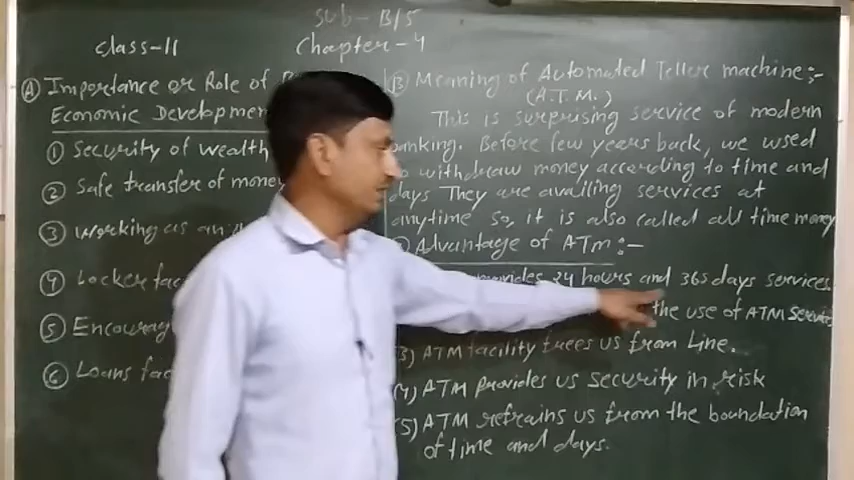 Sub - B/S
Class-11
Chapter - 4
(A) Importance or Role of
Economic Development:-
(1) Security of wealth
(2) Safe transfer of money
(3) Working as an
(4) Locker
(5) Encourag
(6) Loans
(B) Meaning of Automated Teller machine:-
(A.T.M.)
This is surprising service of modern
banking. Before few years back, we used
to withdraw money according to time and
days They are availing services at
anytime so, it is also called all time money
Advantage of ATM:-
provides 24 hours and 365 days services.
the use of ATM Service
(3) ATM facility frees us from Line.
(4) ATM provides us security in risk
(5) ATM refrains us from the boundation
of time and days.